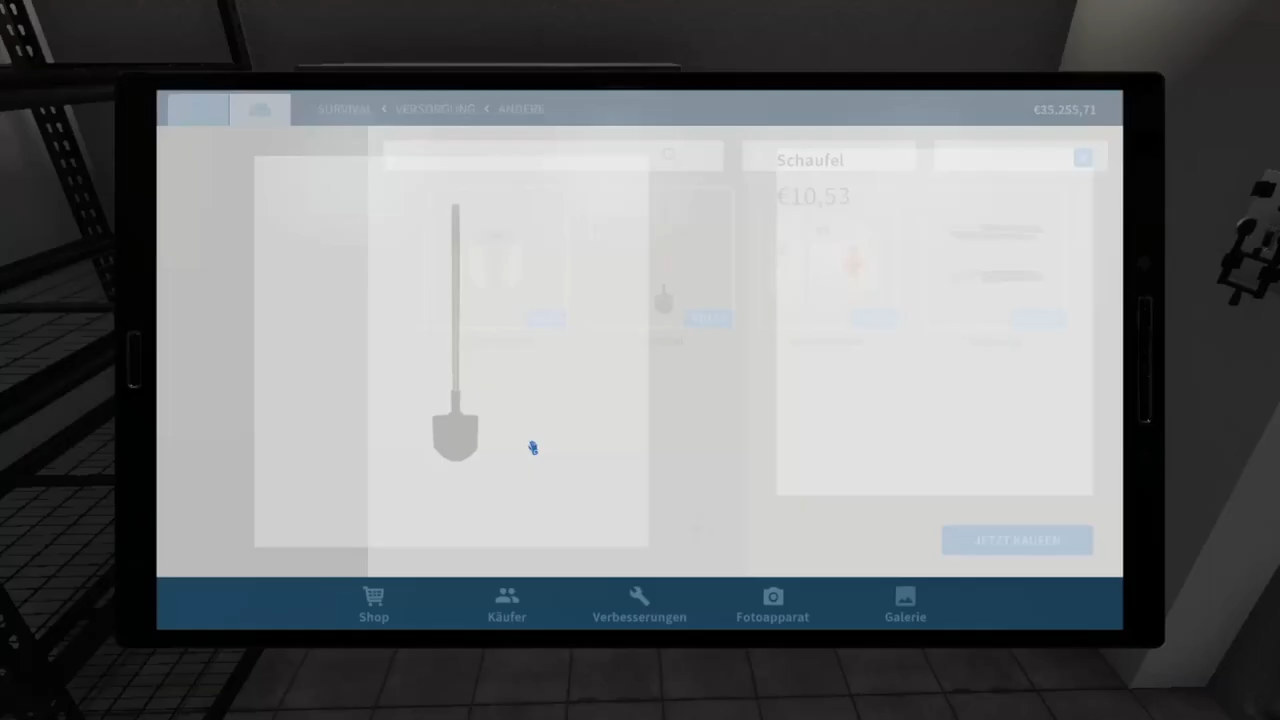 SURVIVAL < VERSORGUNG < ANDERE
€35.255,71
Schaufel
€10,53
JETZT KAUFEN
Shop
Käufer
Verbesserungen
Fotoapparat
Galerie